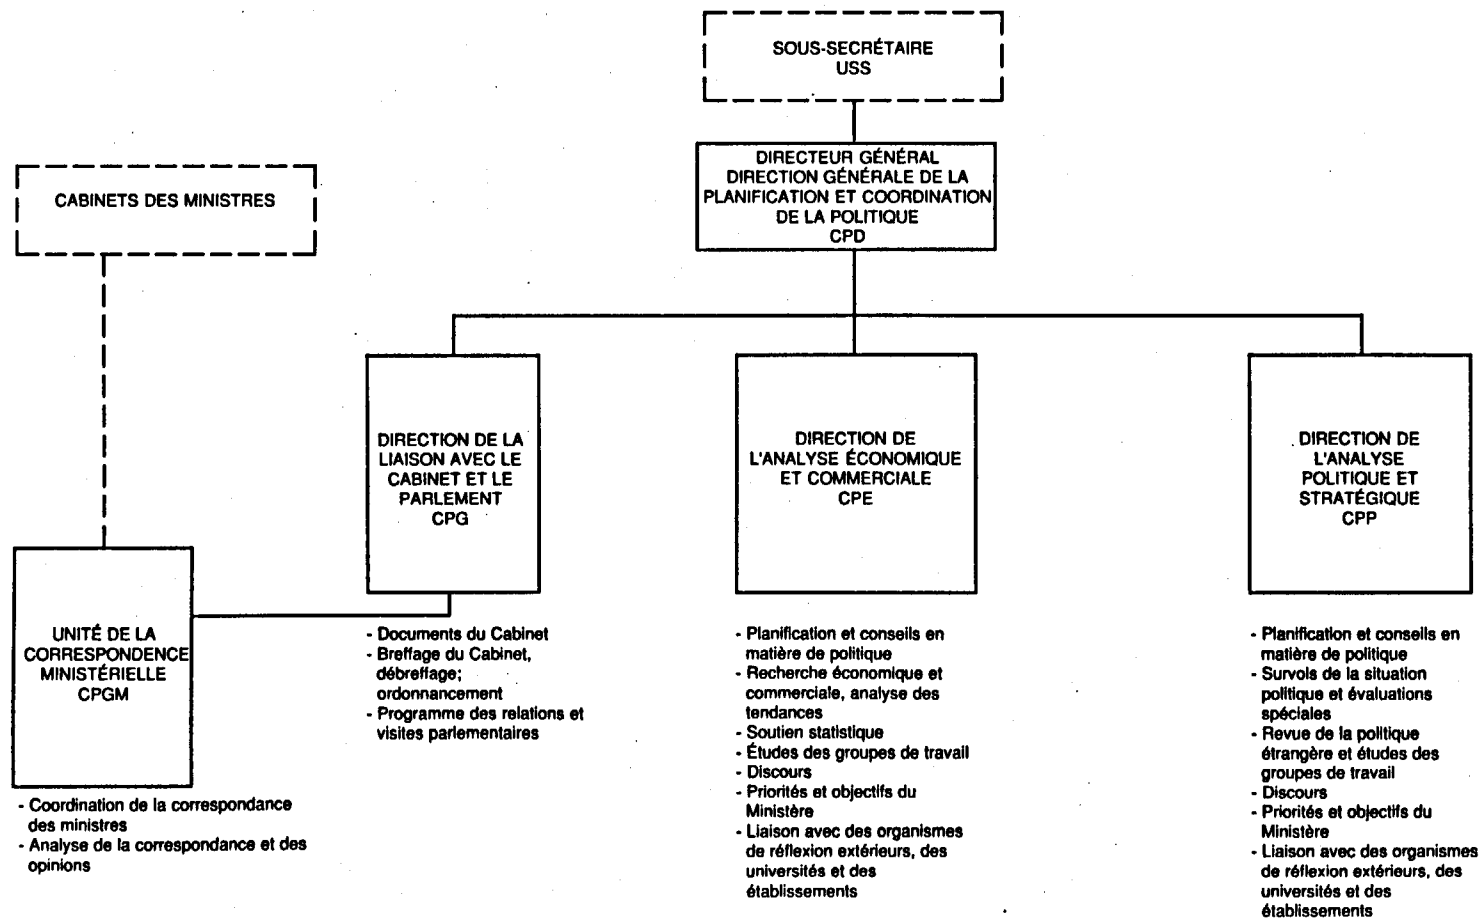 SOUS-SECRÉTAIRE
USS
DIRECTEUR GÉNÉRAL
DIRECTION GÉNÉRALE DE LA
PLANIFICATION ET COORDINATION
DE LA POLITIQUE
CPD
CABINETS DES MINISTRES
DIRECTION DE LA
LIAISON AVEC LE
CABINET ET LE
PARLEMENT
CPG
DIRECTION DE
L'ANALYSE ÉCONOMIQUE
ET COMMERCIALE
CPE
DIRECTION DE
L'ANALYSE
POLITIQUE ET
STRATÉGIQUE
CPP
UNITÉ DE LA
CORRESPONDENCE
MINISTÉRIELLE
CPGM
- Coordination de la correspondance
des ministres
- Analyse de la correspondance et des
opinions
- Documents du Cabinet
- Breffage du Cabinet,
débreffage;
ordonnancement
- Programme des relations et
visites parlementaires
- Planification et conseils en
matière de politique
- Recherche économique et
commerciale, analyse des
tendances
- Soutien statistique
- Études des groupes de travail
- Discours
- Priorités et objectifs du
Ministère
- Liaison avec des organismes
de réflexion extérieurs, des
universités et des
établissements
- Planification et conseils en
matière de politique
- Survols de la situation
politique et évaluations
spéciales
- Revue de la politique
étrangère et études des
groupes de travail
- Discours
- Priorités et objectifs du
Ministère
- Liaison avec des organismes
de réflexion extérieurs, des
universités et des
établissements